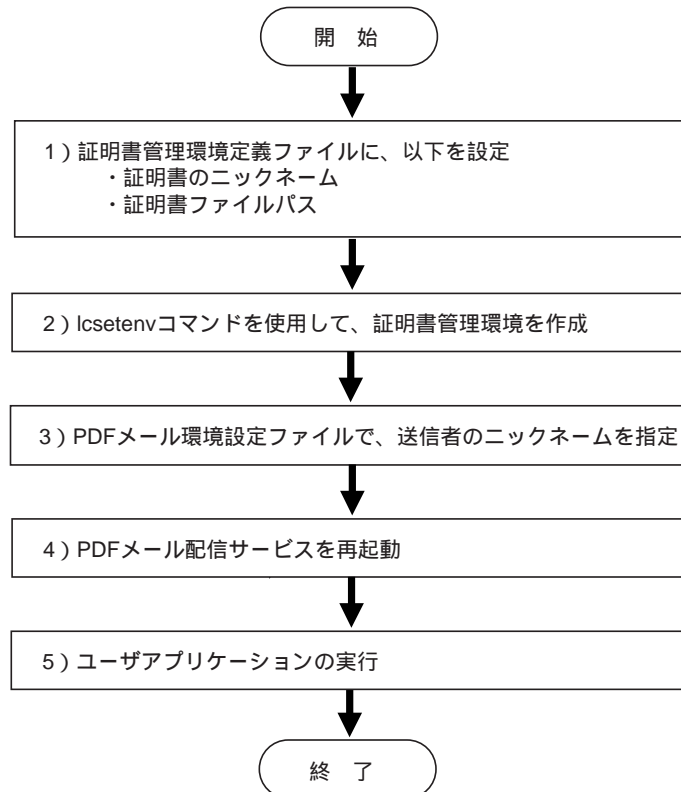 開　始
1）証明書管理環境定義ファイルに、以下を設定
・証明書のニックネーム
・証明書ファイルパス
2）lcsetenvコマンドを使用して、証明書管理環境を作成
3）PDFメール環境設定ファイルで、送信者のニックネームを指定
4）PDFメール配信サービスを再起動
5）ユーザアプリケーションの実行
終　了